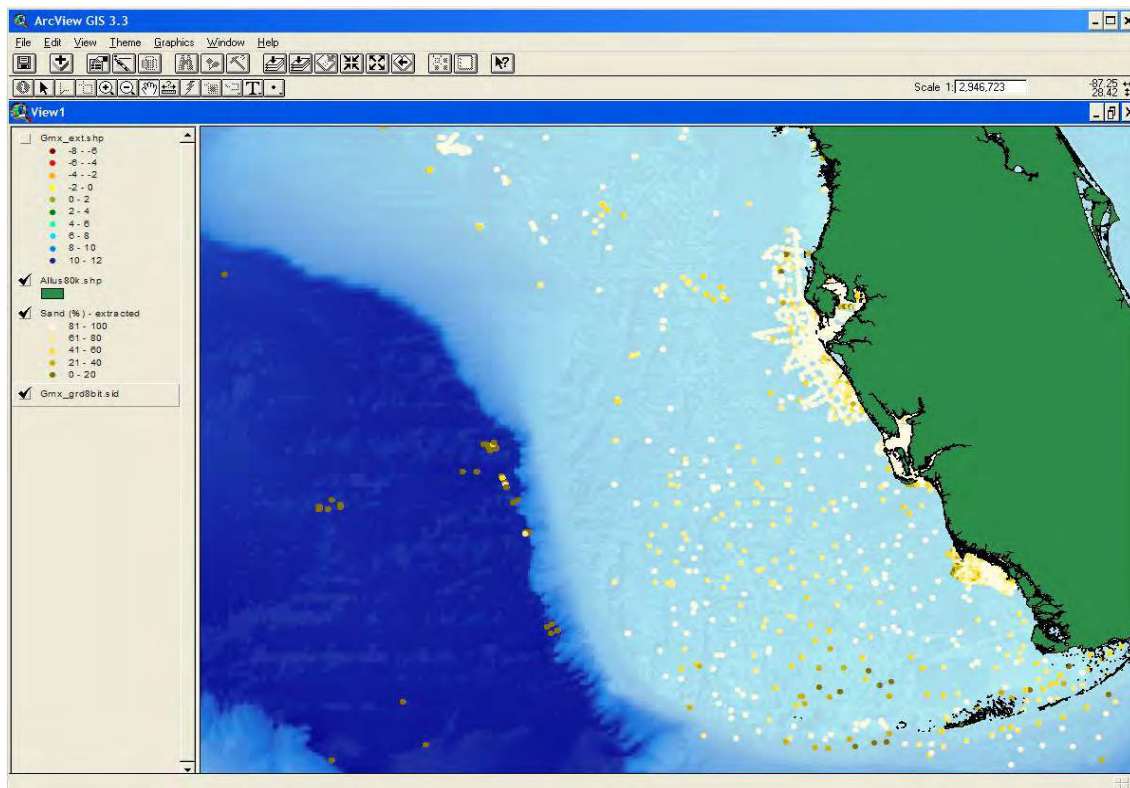 ArcView GIS 3.3
File Edit View Theme Graphics Window Help
Scale 1: 2,946,723
-87.25
28.42
View1
Gmx_ext.shp
-8 - -6
-6 - -4
-4 - -2
-2 - 0
0 - 2
2 - 4
4 - 6
6 - 8
8 - 10
10 - 12
Allus80k.shp
Sand (%) - extracted
81 - 100
61 - 80
41 - 60
21 - 40
0 - 20
Gmx_grd8bit.sid